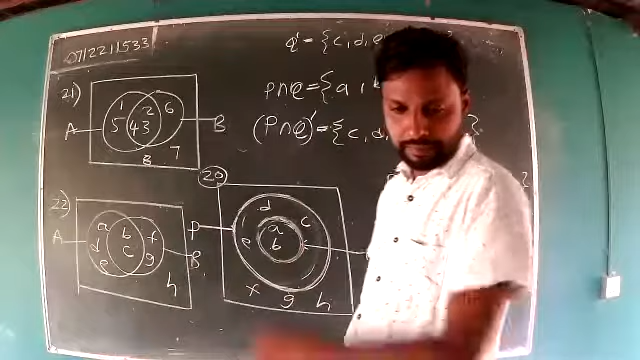 0712211533
Q' = {c, d, e
P∩Q = {a,
(P∩Q)' = {c, d,
}
}
21)
A
B
1
5
2
4
3
6
8
7
22)
A
B
a
d
e
b
c
f
g
h
20
P
d
c
e
a
b
f
g
h